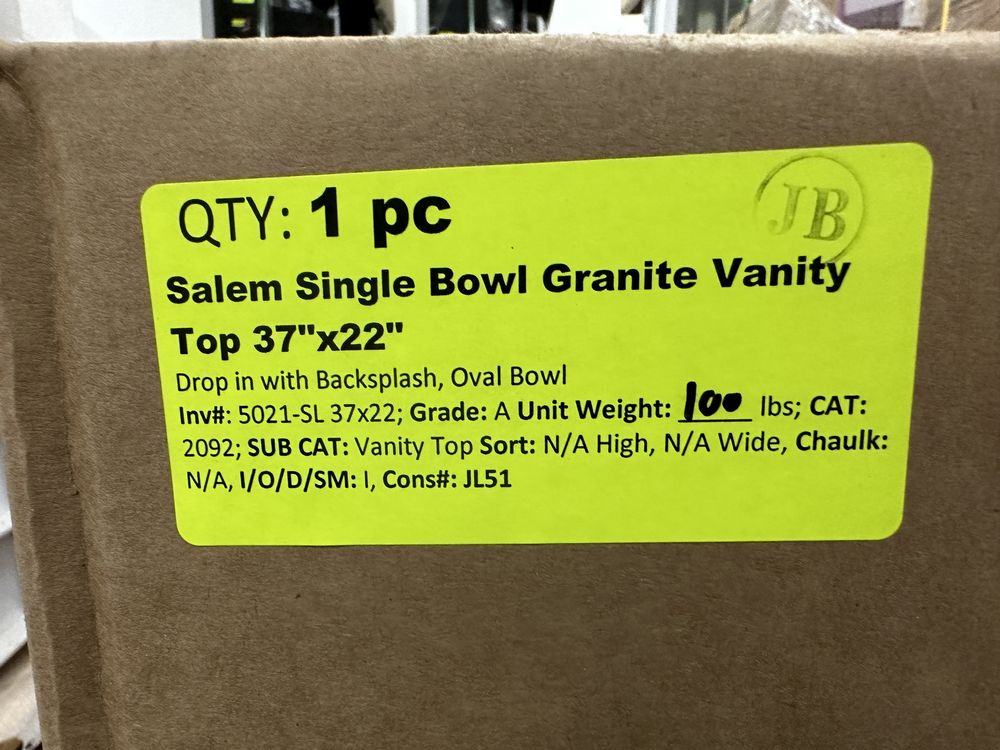 QTY: 1 pc
JB
Salem Single Bowl Granite Vanity
Top 37"x22"
Drop in with Backsplash, Oval Bowl
Inv#: 5021-SL 37x22; Grade: A Unit Weight: 100 lbs; CAT:
2092; SUB CAT: Vanity Top Sort: N/A High, N/A Wide, Chaulk:
N/A, I/O/D/SM: I, Cons#: JL51